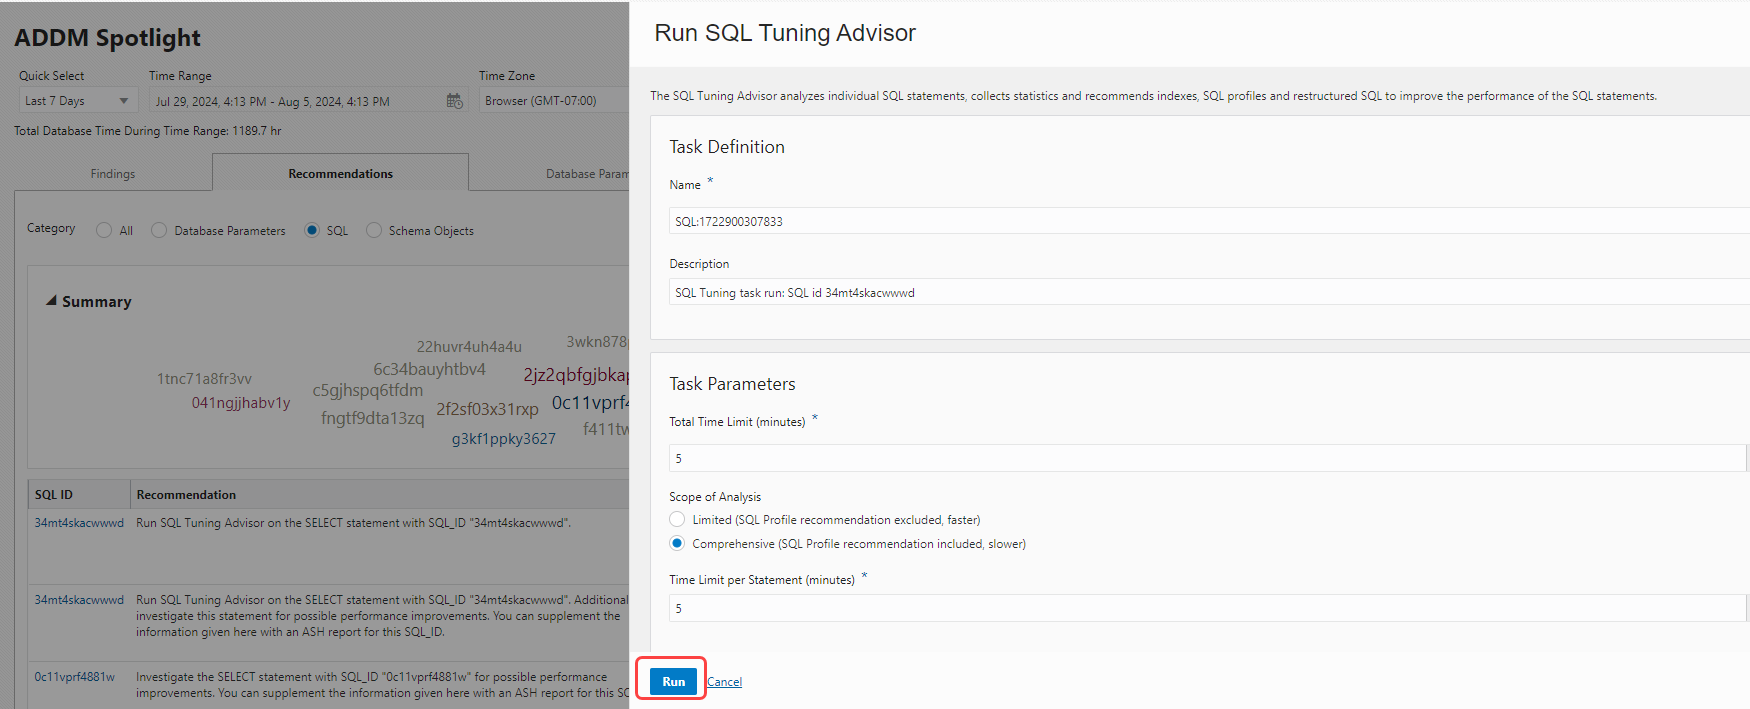 ADDM Spotlight
Quick Select
Time Range
Time Zone
Last 7 Days
Jul 29, 2024, 4:13 PM - Aug 5, 2024, 4:13 PM
Browser (GMT-07:00)
Total Database Time During Time Range: 1189.7 hr
Findings
Recommendations
Database Param
Category
All
Database Parameters
SQL
Schema Objects
Summary
22huvr4uh4a4u
3wkn878
6c34bauyhtbv4
1tnc71a8fr3vv
2jz2qbfgjbkap
c5gjhspq6tfdm
041ngjjhabv1y
2f2sf03x31rxp
0c11vprf4
fngtf9dta13zq
f411tw
g3kf1ppky3627
SQL ID
Recommendation
34mt4skacwwwd
Run SQL Tuning Advisor on the SELECT statement with SQL_ID "34mt4skacwwwd".
34mt4skacwwwd
Run SQL Tuning Advisor on the SELECT statement with SQL_ID "34mt4skacwwwd". Additional
investigate this statement for possible performance improvements. You can supplement the
information given here with an ASH report for this SQL_ID.
0c11vprf4881w
Investigate the SELECT statement with SQL_ID "0c11vprf4881w" for possible performance
improvements. You can supplement the information given here with an ASH report for this SQ
Run SQL Tuning Advisor
The SQL Tuning Advisor analyzes individual SQL statements, collects statistics and recommends indexes, SQL profiles and restructured SQL to improve the performance of the SQL statements.
Task Definition
Name *
SQL:1722900307833
Description
SQL Tuning task run: SQL id 34mt4skacwwwd
Task Parameters
Total Time Limit (minutes) *
5
Scope of Analysis
Limited (SQL Profile recommendation excluded, faster)
Comprehensive (SQL Profile recommendation included, slower)
Time Limit per Statement (minutes) *
5
Run
Cancel